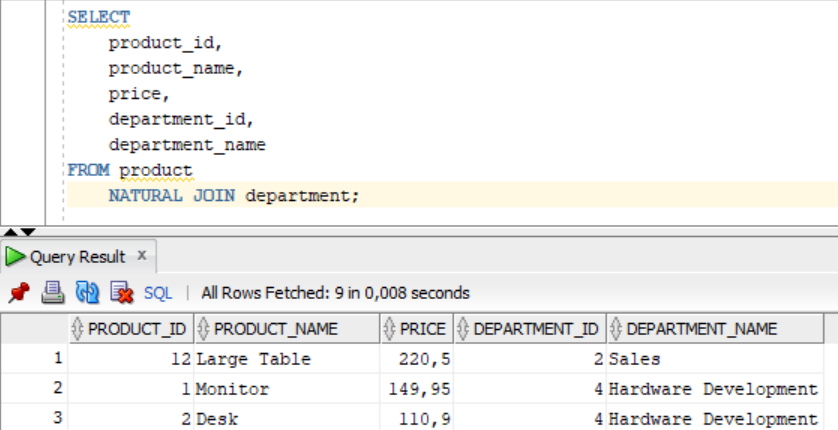 SELECT
product_id,
product_name,
price,
department_id,
department_name
FROM product
NATURAL JOIN department;
Query Result x
SQL | All Rows Fetched: 9 in 0,008 seconds
PRODUCT_ID PRODUCT_NAME PRICE DEPARTMENT_ID DEPARTMENT_NAME
1 12 Large Table 220,5 2 Sales
2 1 Monitor 149,95 4 Hardware Development
3 2 Desk 110,9 4 Hardware Development